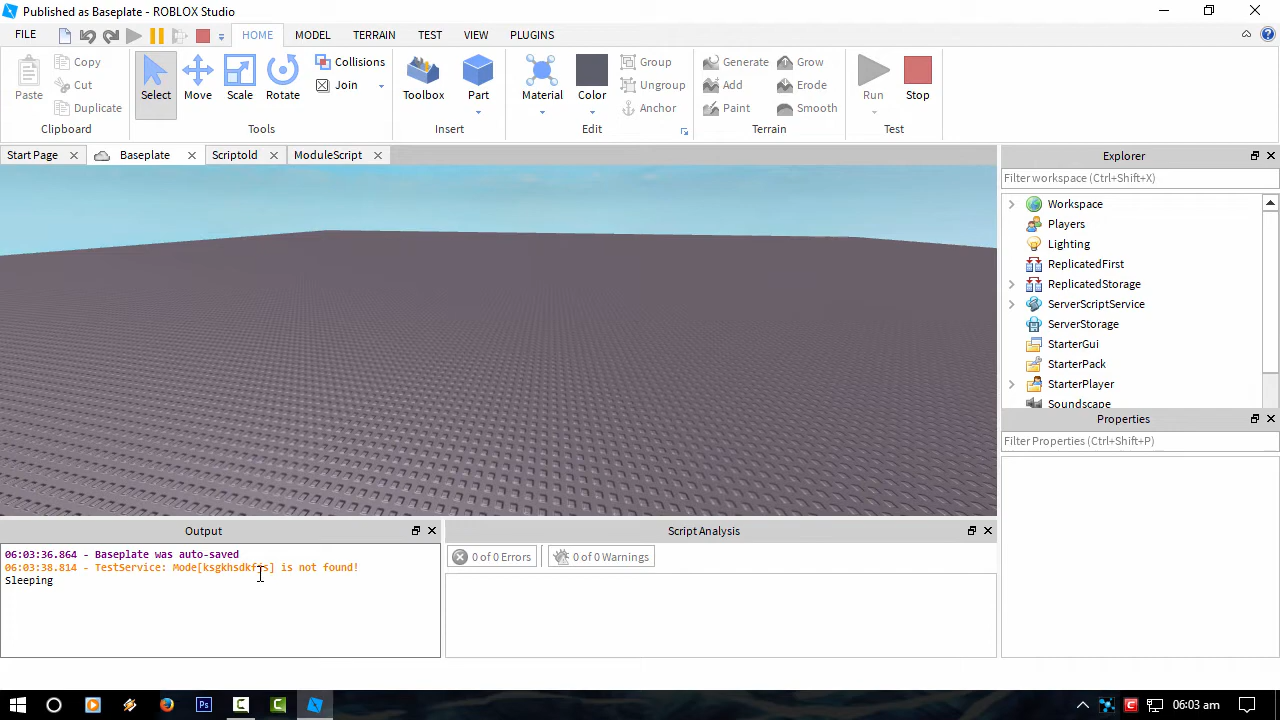 Published as Baseplate - ROBLOX Studio
FILE HOME MODEL TERRAIN TEST VIEW PLUGINS
Paste Copy Cut Duplicate
Clipboard
Select Move Scale Rotate Collisions Join
Tools
Toolbox Part
Insert
Material Color Group Ungroup Anchor
Edit
Generate Grow Add Erode Paint Smooth
Terrain
Run Stop
Test
Start Page Baseplate Scriptold ModuleScript
Explorer
Filter workspace (Ctrl+Shift+X)
Workspace
Players
Lighting
ReplicatedFirst
ReplicatedStorage
ServerScriptService
ServerStorage
StarterGui
StarterPack
StarterPlayer
Soundscape
Properties
Filter Properties (Ctrl+Shift+P)
Output
06:03:36.864 - Baseplate was auto-saved
06:03:38.814 - TestService: is not found!
Sleeping
Script Analysis
0 of 0 Errors 0 of 0 Warnings
06:03 am